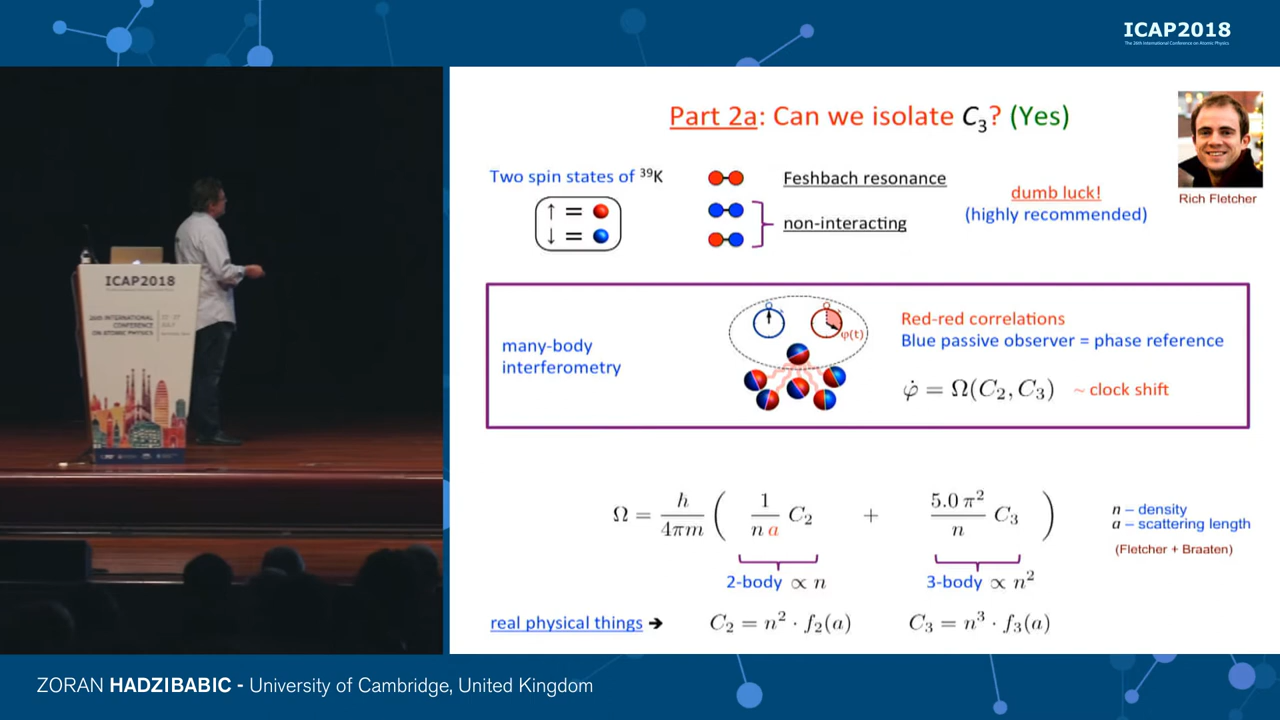 ICAP2018
The 26th International Conference on Atomic Physics
Part 2a: Can we isolate C₃? (Yes)
Two spin states of ³⁹K
↑ =
↓ =
Feshbach resonance
non-interacting
dumb luck!
(highly recommended)
Rich Fletcher
ICAP2018
26TH INTERNATIONAL
CONFERENCE
ON ATOMIC PHYSICS
many-body
interferometry
φ(t)
Red-red correlations
Blue passive observer = phase reference
φ̇ = Ω(C₂, C₃) ~ clock shift
Ω = h/4πm ( 1/n a C₂ + 5.0 π²/n C₃ )
n – density
a – scattering length
(Fletcher + Braaten)
2-body ∝ n
3-body ∝ n²
real physical things ➔ C₂ = n² · f₂(a) C₃ = n³ · f₃(a)
ZORAN HADZIBABIC - University of Cambridge, United Kingdom